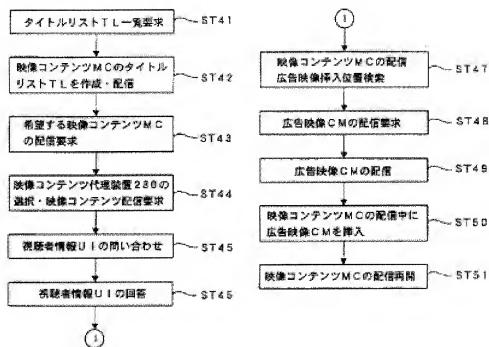 タイトルリストTL一覧要求
ST41
映像コンテンツMCのタイトル
リストTLを作成・配信
ST42
希望する映像コンテンツMC
の配信要求
ST43
映像コンテンツ代理装置230の
選択・映像コンテンツ配信要求
ST44
視聴者情報UIの問い合わせ
ST45
視聴者情報UIの回答
ST46
1
1
映像コンテンツMCの配信
広告映像挿入位置検索
ST47
広告映像CMの配信要求
ST48
広告映像CMの配信
ST49
映像コンテンツMCの配信中に
広告映像CMを挿入
ST50
映像コンテンツMCの配信再開
ST51